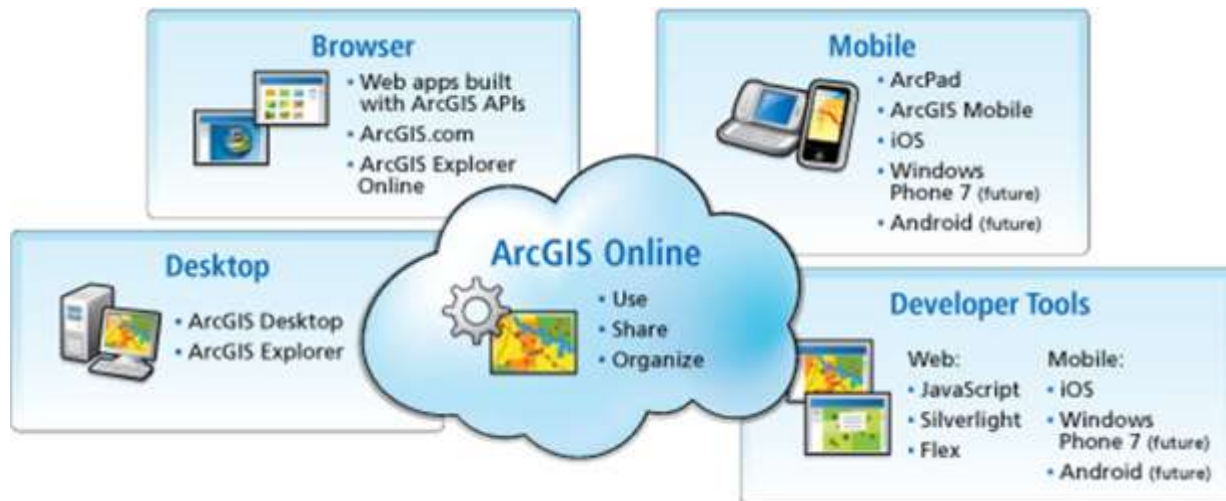 Browser
• Web apps built
with ArcGIS APIs
• ArcGIS.com
• ArcGIS Explorer
Online
Mobile
• ArcPad
• ArcGIS Mobile
• iOS
• Windows
Phone 7 (future)
• Android (future)
Desktop
• ArcGIS Desktop
• ArcGIS Explorer
ArcGIS Online
• Use
• Share
• Organize
Developer Tools
Web:
• JavaScript
• Silverlight
• Flex
Mobile:
• iOS
• Windows
Phone 7 (future)
• Android (future)